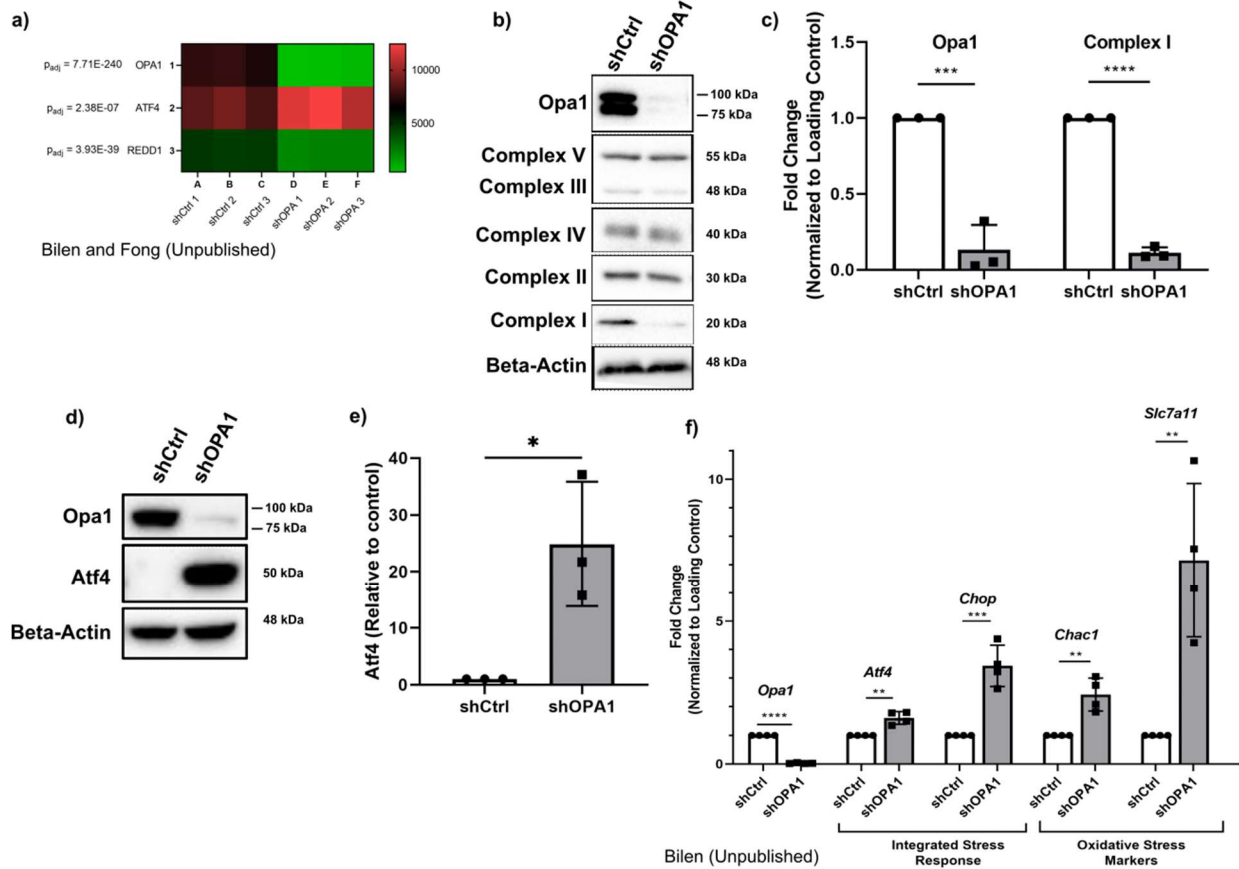 a)
p_adj = 7.71E-240 OPA1 1
p_adj = 2.38E-07 ATF4 2
p_adj = 3.93E-39 REDD1 3
10000
5000
A B C D E F
shCtrl 1 shCtrl 2 shCtrl 3 shOPA 1 shOPA 2 shOPA 3
Bilen and Fong (Unpublished)
b)
shCtrl shOPA1
Opa1
100 kDa
75 kDa
Complex V 55 kDa
Complex III 48 kDa
Complex IV 40 kDa
Complex II 30 kDa
Complex I 20 kDa
Beta-Actin 48 kDa
c)
Fold Change
(Normalized to Loading Control)
1.5
1.0
0.5
0.0
Opa1 Complex I
*** ****
shCtrl shOPA1 shCtrl shOPA1
d)
shCtrl shOPA1
Opa1
100 kDa
75 kDa
Atf4 50 kDa
Beta-Actin 48 kDa
e)
Atf4 (Relative to control)
40
30
20
10
0
*
shCtrl shOPA1
f)
Fold Change
(Normalized to Loading Control)
10
5
0
Opa1
****
Atf4
**
Chop
***
Chac1
**
Slc7a11
**
shCtrl shOPA1 shCtrl shOPA1 shCtrl shOPA1 shCtrl shOPA1 shCtrl shOPA1
Integrated Stress
Response
Oxidative Stress
Markers
Bilen (Unpublished)